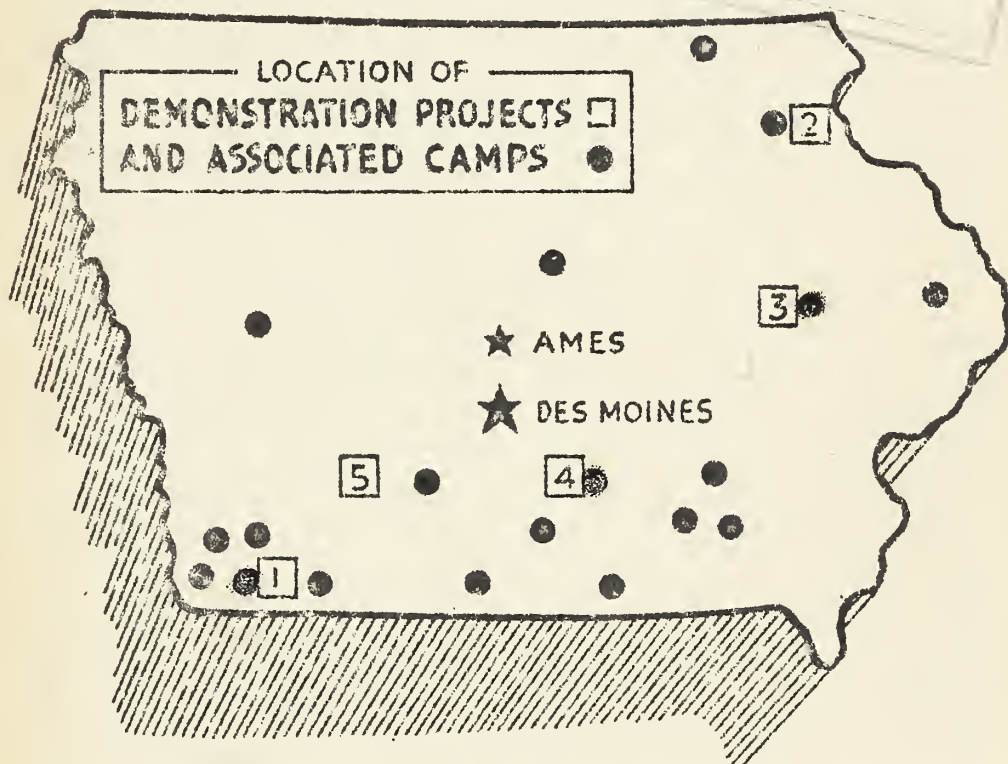 LOCATION OF
DEMONSTRATION PROJECTS
AND ASSOCIATED CAMPS
2
3
AMES
DES MOINES
5
4
1